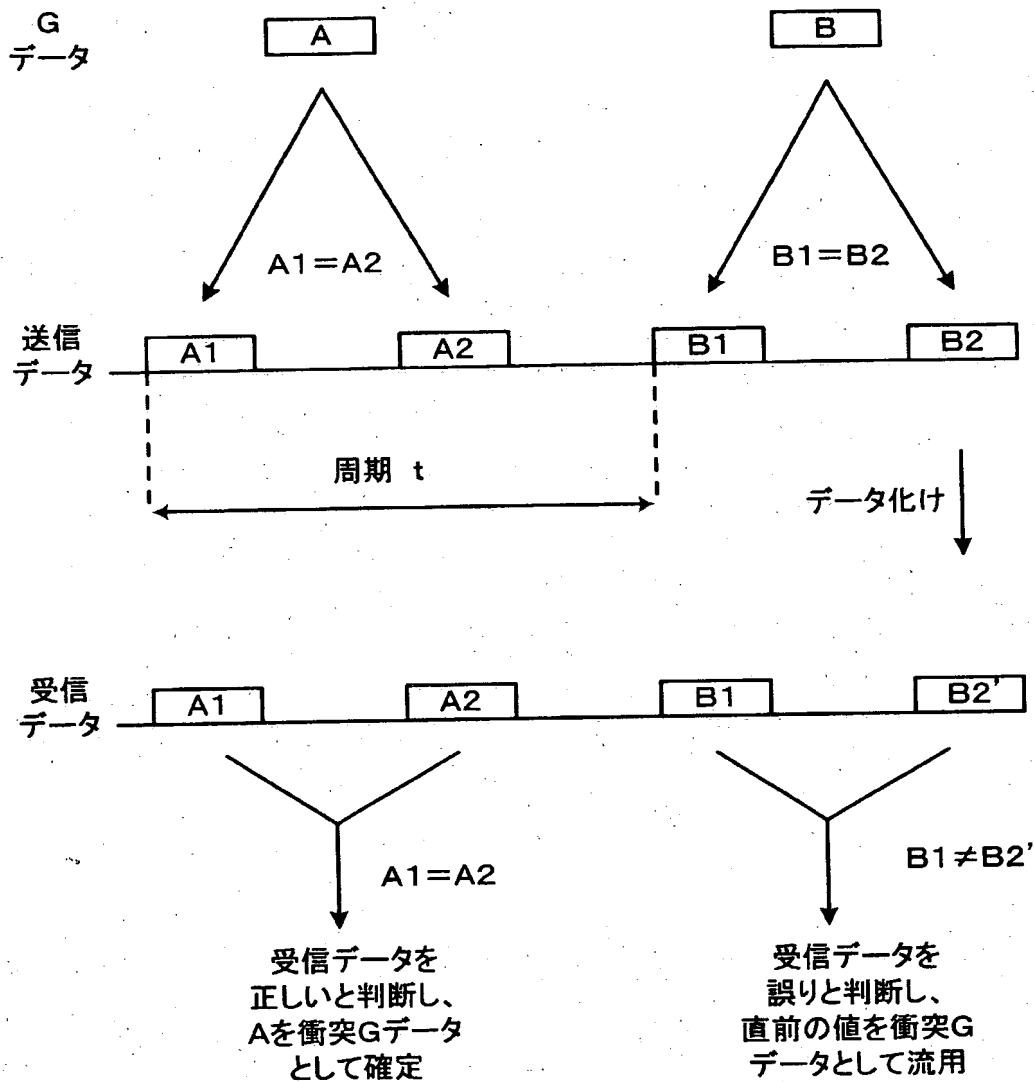 G
データ
A
B
A1=A2
B1=B2
送信
データ
A1
A2
B1
B2
周期 t
データ化け
受信
データ
A1
A2
B1
B2'
A1=A2
B1≠B2'
受信データを
正しいと判断し、
Aを衝突Gデータ
として確定
受信データを
誤りと判断し、
直前の値を衝突G
データとして流用